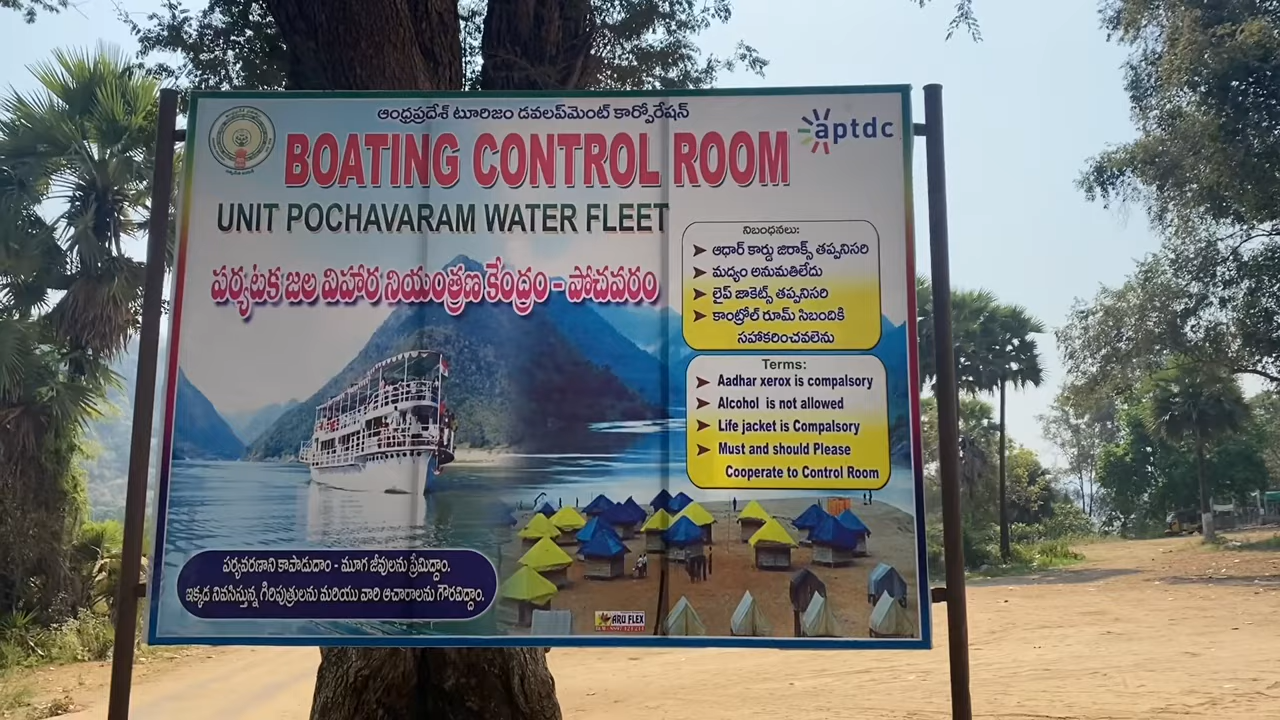 ఆంధ్రప్రదేశ్ టూరిజం డవలప్‌మెంట్ కార్పోరేషన్
aptdc
BOATING CONTROL ROOM
UNIT POCHAVARAM WATER FLEET
పర్యటక జల విహార నియంత్రణ కేంద్రం - పోచవరం
నిబంధనలు:
ఆధార్ కార్డు జిరాక్స్ తప్పనిసరి
మద్యం అనుమతిలేదు
లైఫ్ జాకెట్స్ తప్పనిసరి
కాంట్రోల్ రూమ్ సిబందికి
సహాకరించవలెను
Terms:
Aadhar xerox is compalsory
Alcohol is not allowed
Life jacket is Compalsory
Must and should Please
Cooperate to Control Room
పర్యవరణాని కాపాడుదాం - మూగ జీవులను ప్రేమిద్దాం.
ఇక్కడ నివసిస్తున్న గిరిపుత్రులను మరియు వారి ఆచారాలను గౌరవిద్దాం.
ARU FLEX